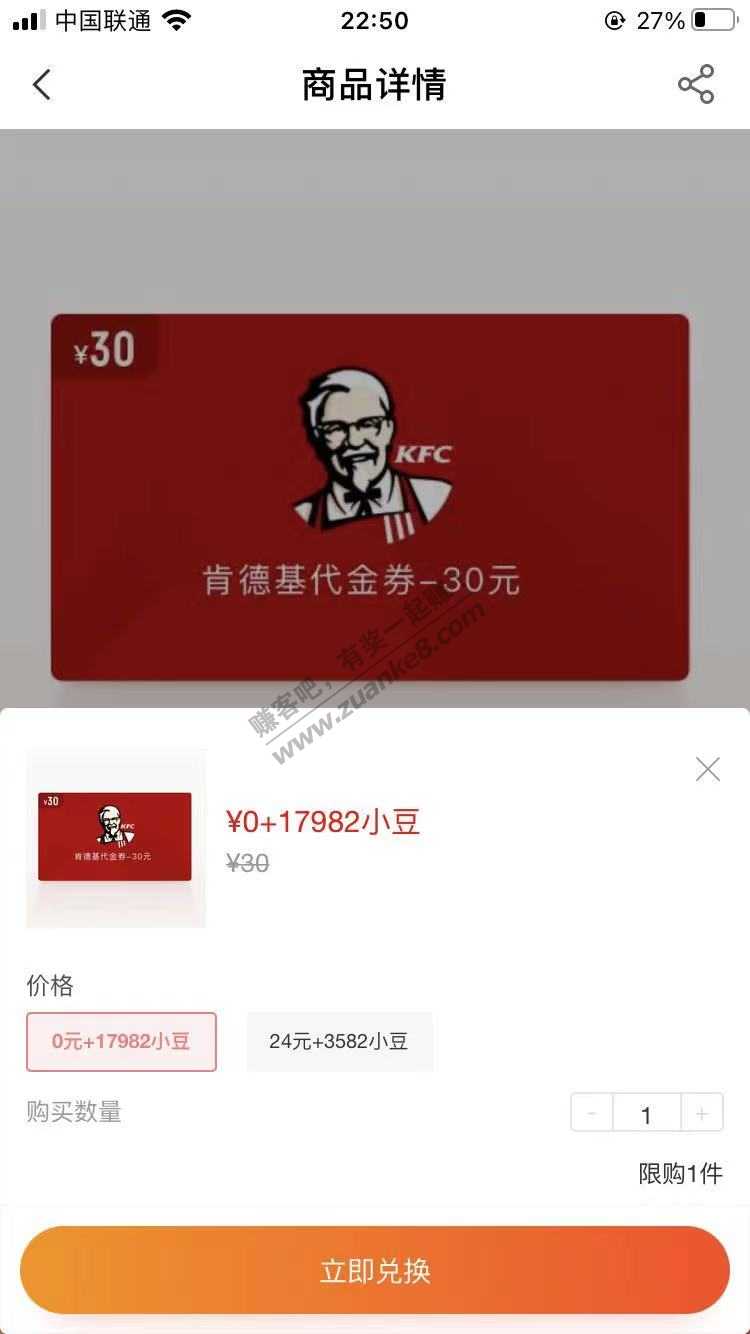 中国联通
22:50
27%
商品详情
¥30
KFC
肯德基代金券-30元
赚客吧，有奖一起赚
www.zuanke8.com
¥30
KFC
肯德基代金券-30元
¥0+17982小豆
¥30
价格
0元+17982小豆
24元+3582小豆
购买数量
- 1 +
限购1件
立即兑换